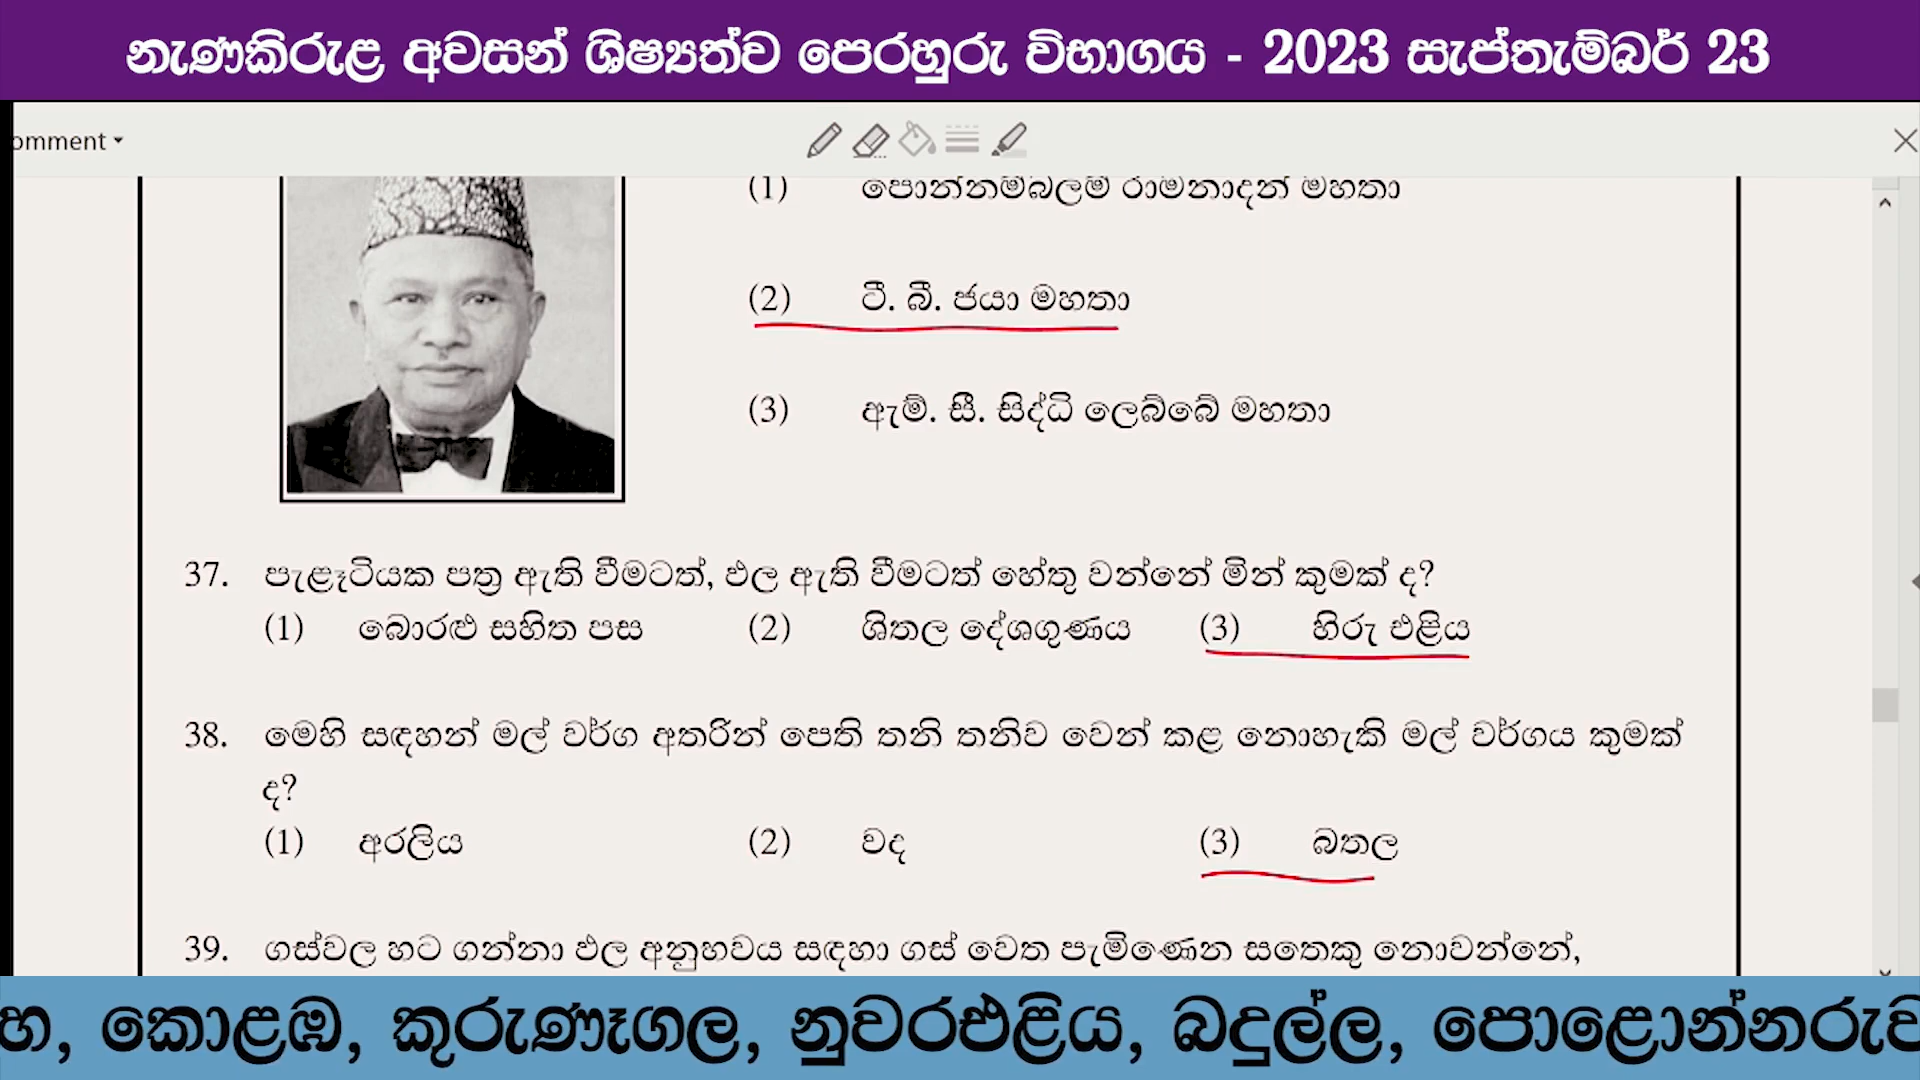 නැණකිරුළ අවසන් ශිෂ්‍යත්ව පෙරහුරු විභාගය - 2023 සැප්තැම්බර් 23
omment
(1) පොන්නම්බලම් රාමනාදන් මහතා
(2) ටී. බී. ජයා මහතා
(3) ඇම්. සී. සිද්ධි ලෙබ්බේ මහතා
37. පැළෑටියක පත්‍ර ඇති වීමටත්, ඵල ඇති වීමටත් හේතු වන්නේ මින් කුමක් ද?
(1) බොරළු සහිත පස (2) ශීතල දේශගුණය (3) හිරු එළිය
38. මෙහි සඳහන් මල් වර්ග අතරින් පෙති තනි තනිව වෙන් කළ නොහැකි මල් වර්ගය කුමක්
ද?
(1) අරලිය (2) වද (3) බතල
39. ගස්වල හට ගන්නා ඵල අනුභවය සඳහා ගස් වෙත පැමිණෙන සතෙකු නොවන්නේ,
හ, කොළඹ, කුරුණෑගල, නුවරඑළිය, බදුල්ල, පොළොන්නරුව